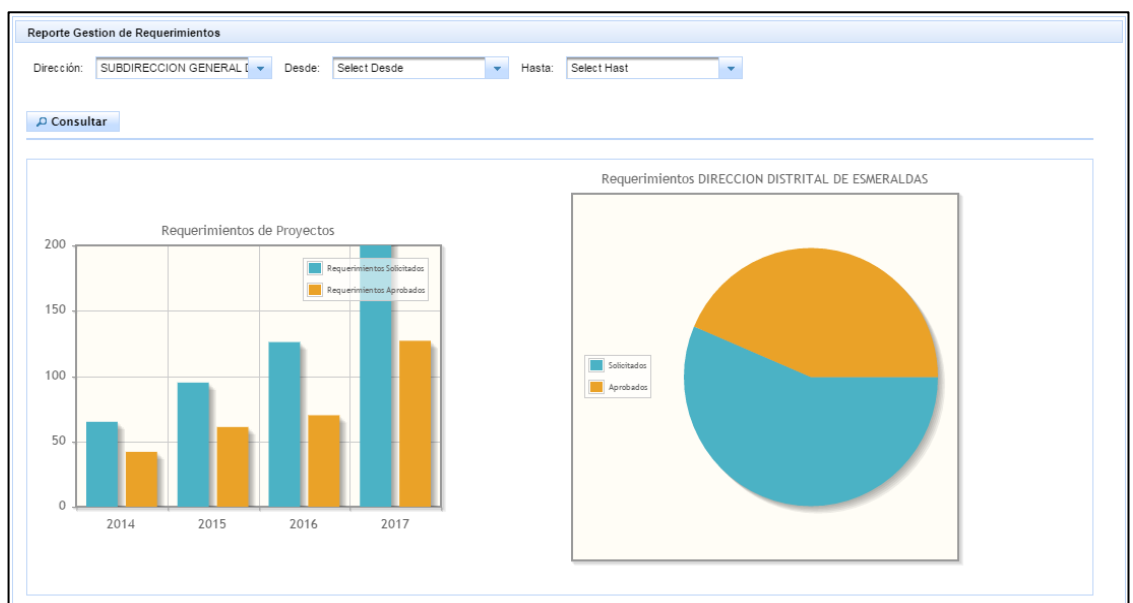 Reporte Gestion de Requerimientos
Dirección: SUBDIRECCION GENERAL D Desde: Select Desde Hasta: Select Hast
Consultar
Requerimientos DIRECCION DISTRITAL DE ESMERALDAS
Requerimientos de Proyectos
200
150
100
50
0
2014 2015 2016 2017
Requerimientos Solicitados
Requerimientos Aprobados
Solicitados
Aprobados